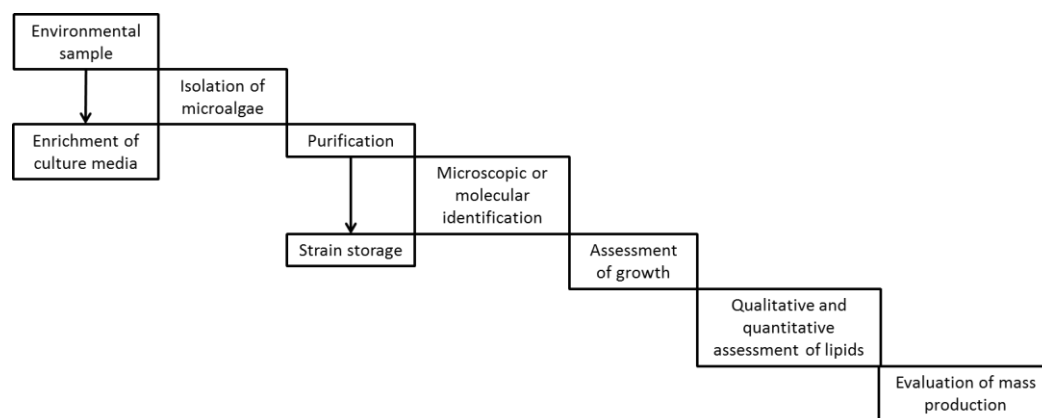 Environmental
sample
Isolation of
microalgae
Enrichment of
culture media
Purification
Microscopic or
molecular
identification
Strain storage
Assessment
of growth
Qualitative and
quantitative
assessment of lipids
Evaluation of mass
production